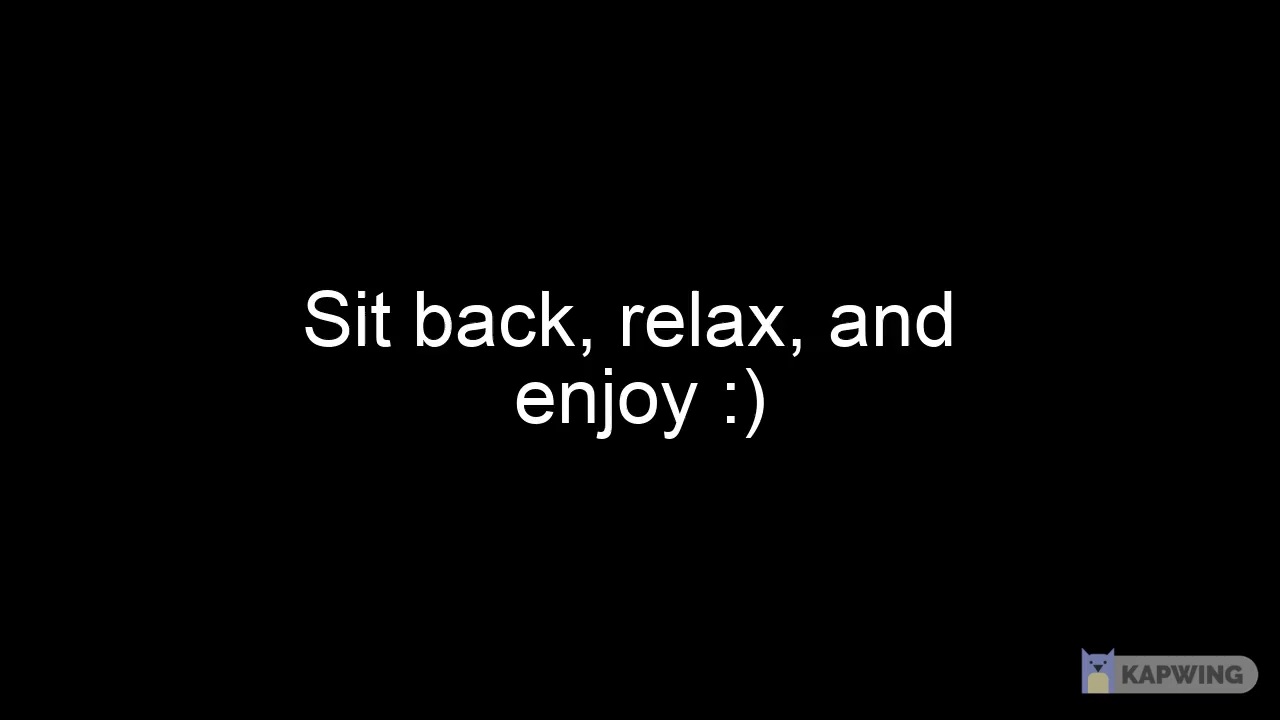 Sit back, relax, and
enjoy :)
KAPWING